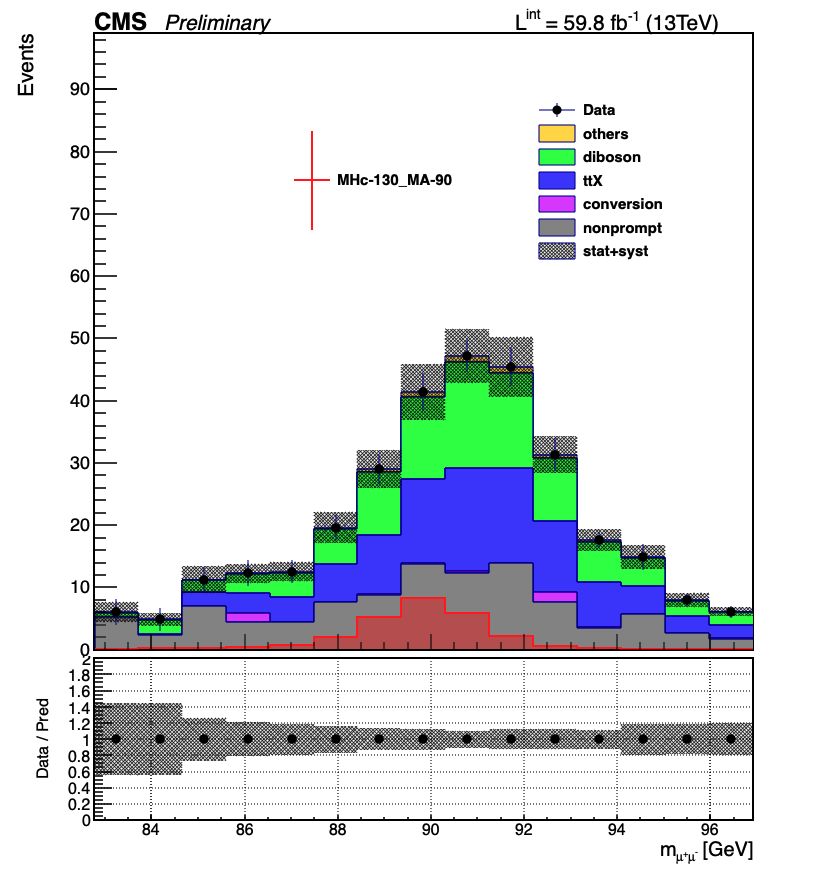 CMS Preliminary L^int = 59.8 fb^-1 (13TeV)
Events
90
80
70
60
50
40
30
20
10
0
Data
others
diboson
ttX
conversion
nonprompt
stat+syst
MHc-130_MA-90
Data / Pred
2
1.8
1.6
1.4
1.2
1
0.8
0.6
0.4
0.2
0
84 86 88 90 92 94 96
m_μ⁺μ⁻ [GeV]